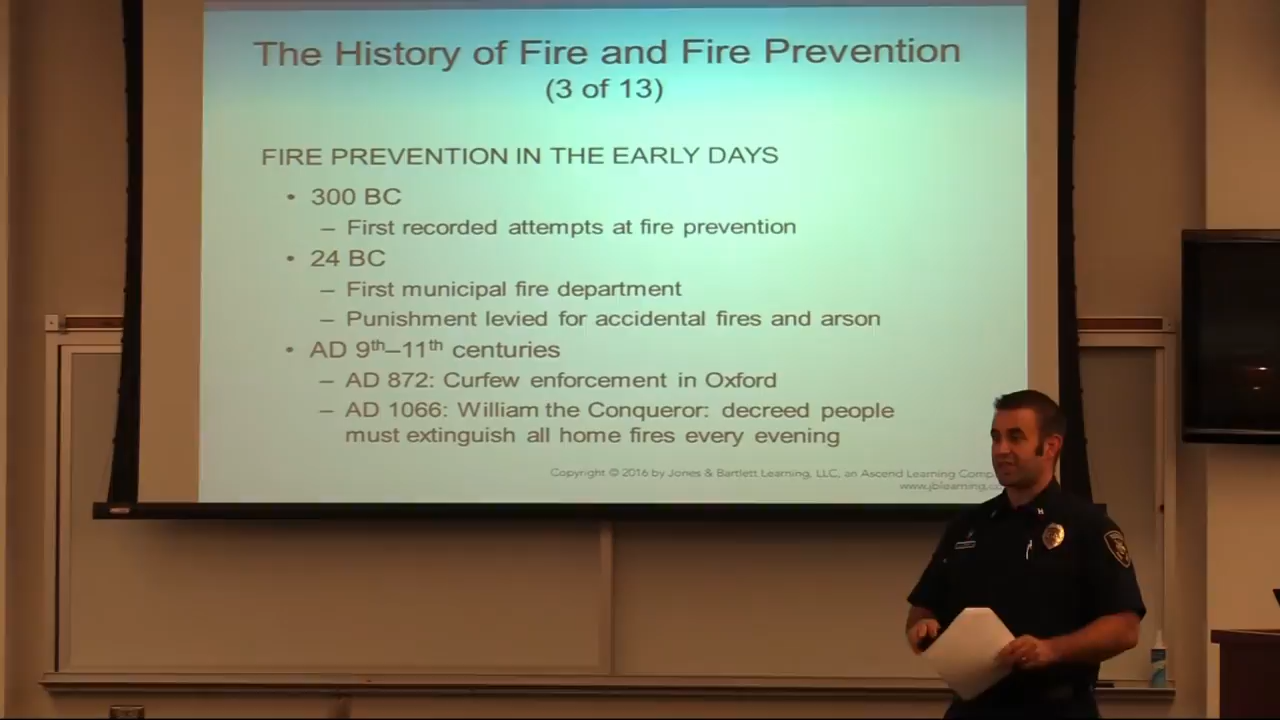 The History of Fire and Fire Prevention
(3 of 13)
FIRE PREVENTION IN THE EARLY DAYS
• 300 BC
– First recorded attempts at fire prevention
• 24 BC
– First municipal fire department
– Punishment levied for accidental fires and arson
• AD 9th–11th centuries
– AD 872: Curfew enforcement in Oxford
– AD 1066: William the Conqueror: decreed people
must extinguish all home fires every evening
Copyright © 2016 by Jones & Bartlett Learning, LLC, an Ascend Learning Comp
www.jblearning.c